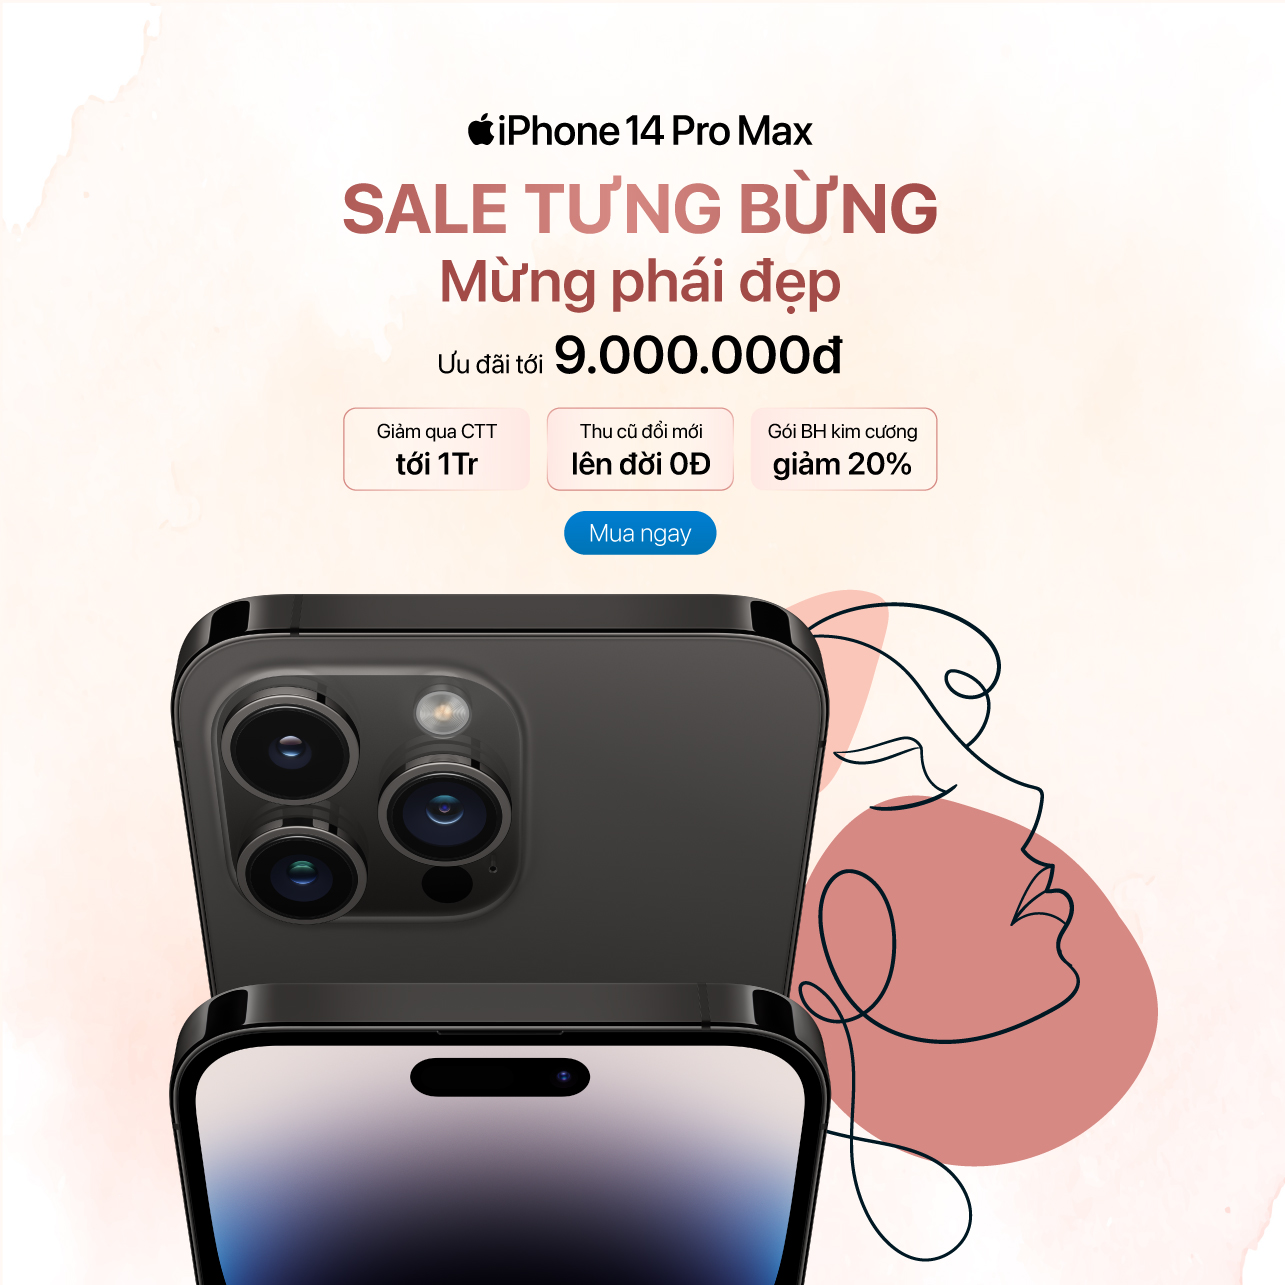 iPhone 14 Pro Max
SALE TƯNG BỪNG
Mừng phái đẹp
Ưu đãi tới 9.000.000đ
Giảm qua CTT
tới 1Tr
Thu cũ đổi mới
lên đời 0Đ
Gói BH kim cương
giảm 20%
Mua ngay